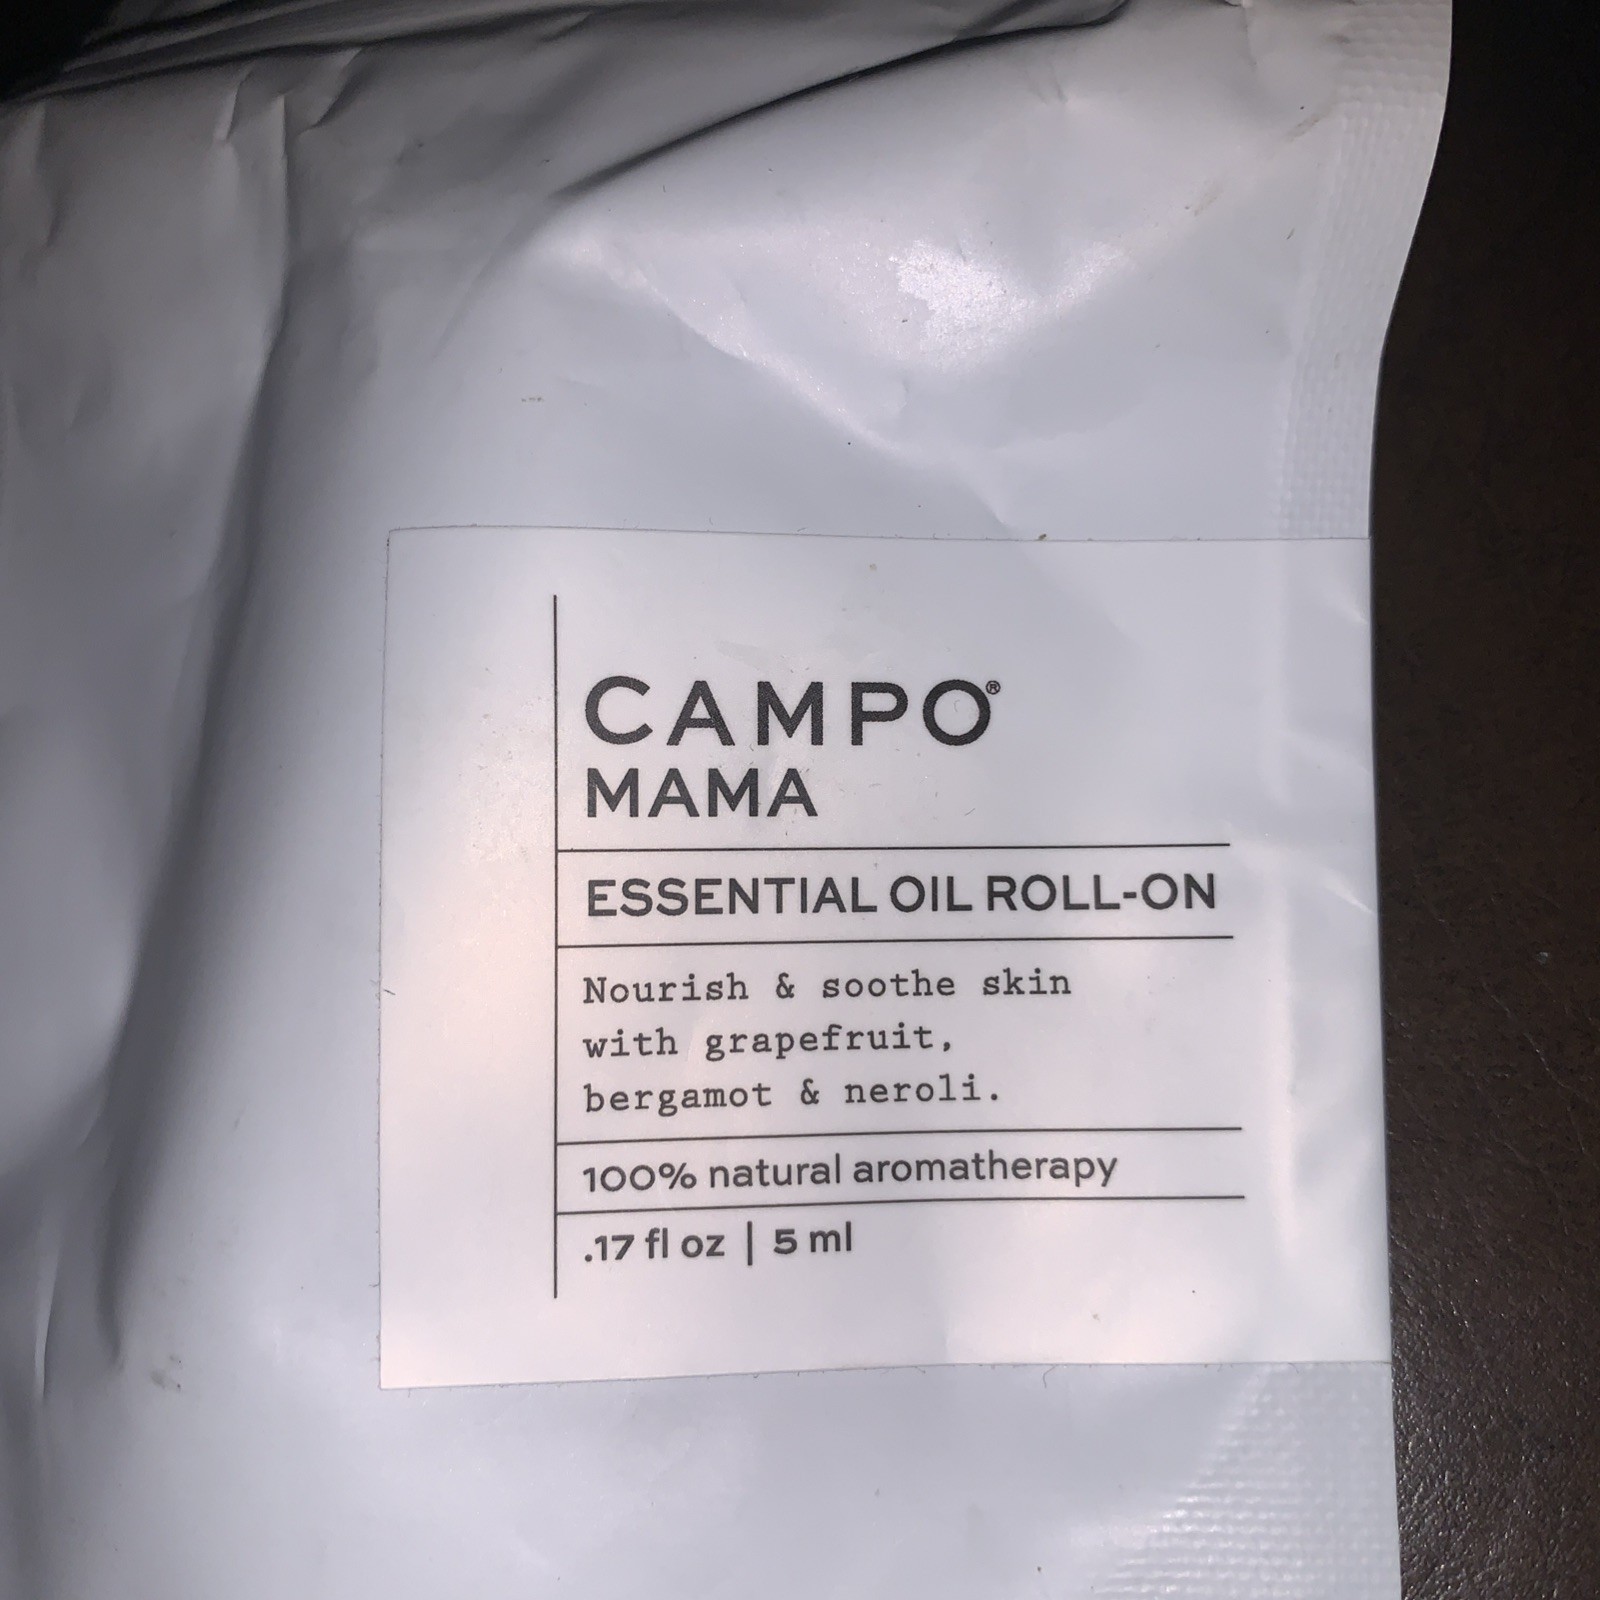 CAMPO®
MAMA
ESSENTIAL OIL ROLL-ON
Nourish & soothe skin
with grapefruit,
bergamot & neroli.
100% natural aromatherapy
.17 fl oz | 5 ml